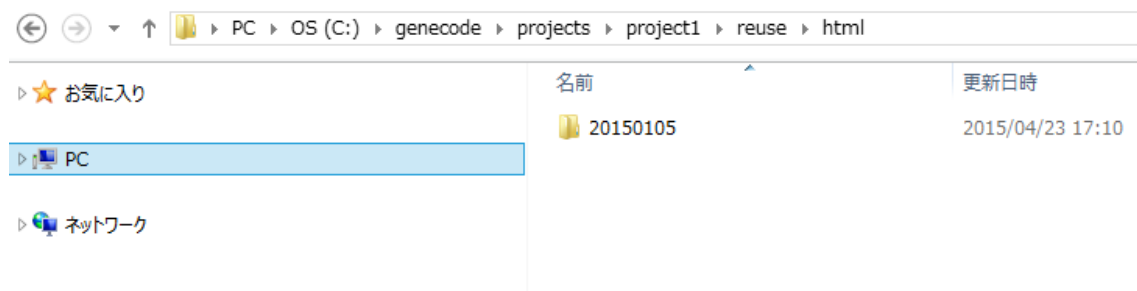 PC OS (C:) genecode projects project1 reuse html
お気に入り
名前 更新日時
20150105 2015/04/23 17:10
PC
ネットワーク